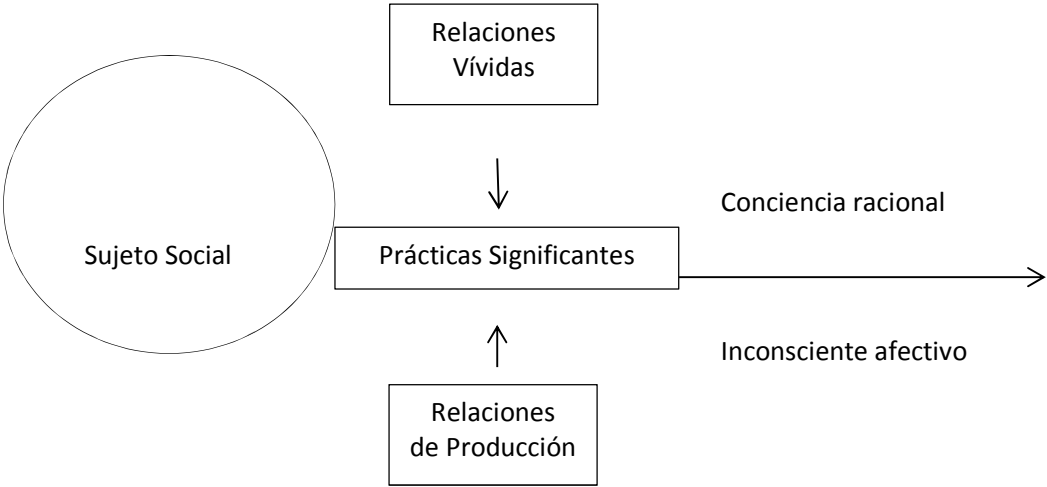 Relaciones
Vívidas
Conciencia racional
Sujeto Social
Prácticas Significantes
Inconsciente afectivo
Relaciones
de Producción